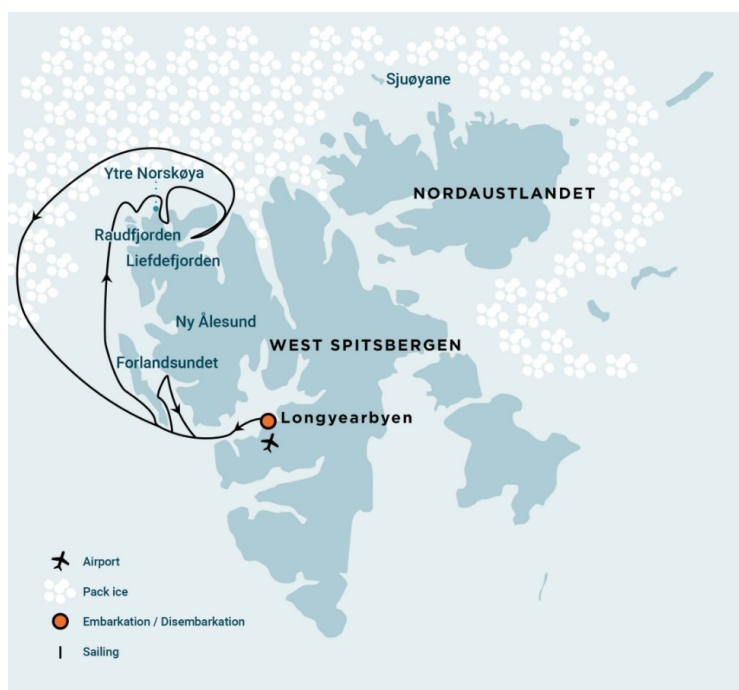 Sjuøyane
Ytre Norskøya
NORDAUSTLANDET
Raudfjorden
Liefdefjorden
Ny Ålesund
WEST SPITSBERGEN
Forlandsundet
Longyearbyen
Airport
Pack ice
Embarkation / Disembarkation
Sailing